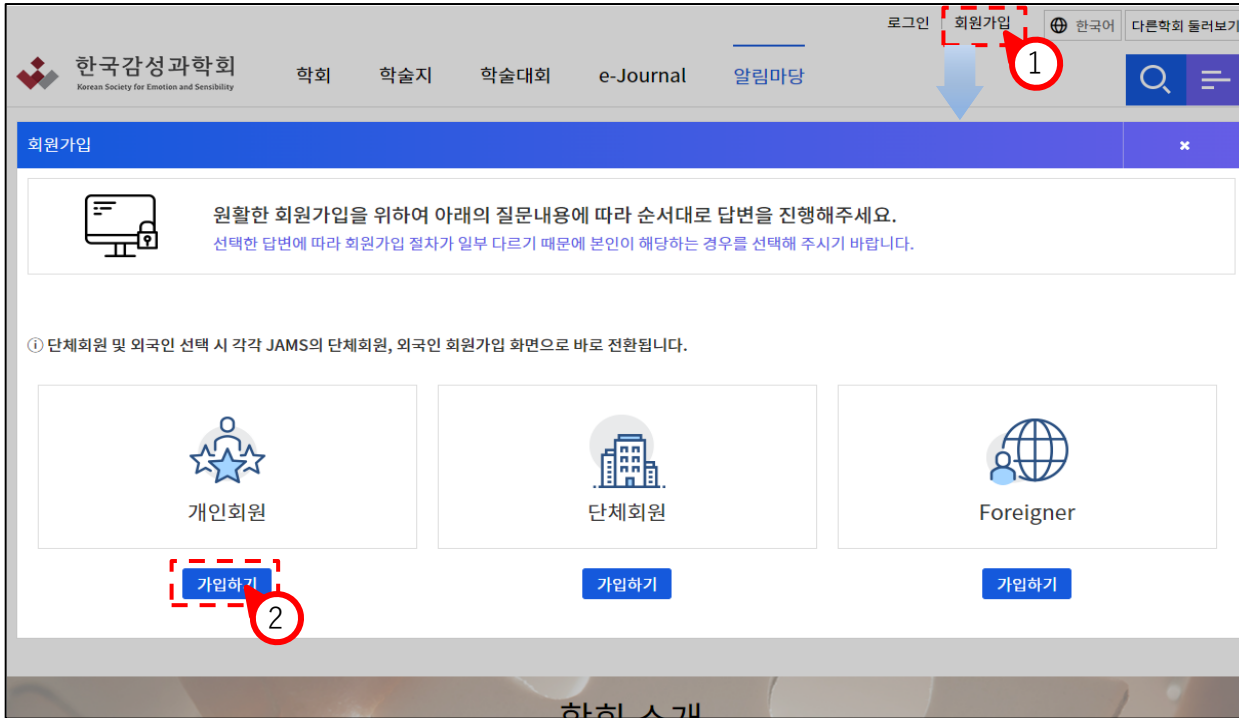 로그인 회원가입 한국어 다른학회 둘러보기
1
한국감성과학회
Korean Society for Emotion and Sensibility
학회 학술지 학술대회 e-Journal 알림마당
회원가입
원활한 회원가입을 위하여 아래의 질문내용에 따라 순서대로 답변을 진행해주세요.
선택한 답변에 따라 회원가입 절차가 일부 다르기 때문에 본인이 해당하는 경우를 선택해 주시기 바랍니다.
ⓘ 단체회원 및 외국인 선택 시 각각 JAMS의 단체회원, 외국인 회원가입 화면으로 바로 전환됩니다.
개인회원 단체회원 Foreigner
가입하기 가입하기 가입하기
2
학회 소개